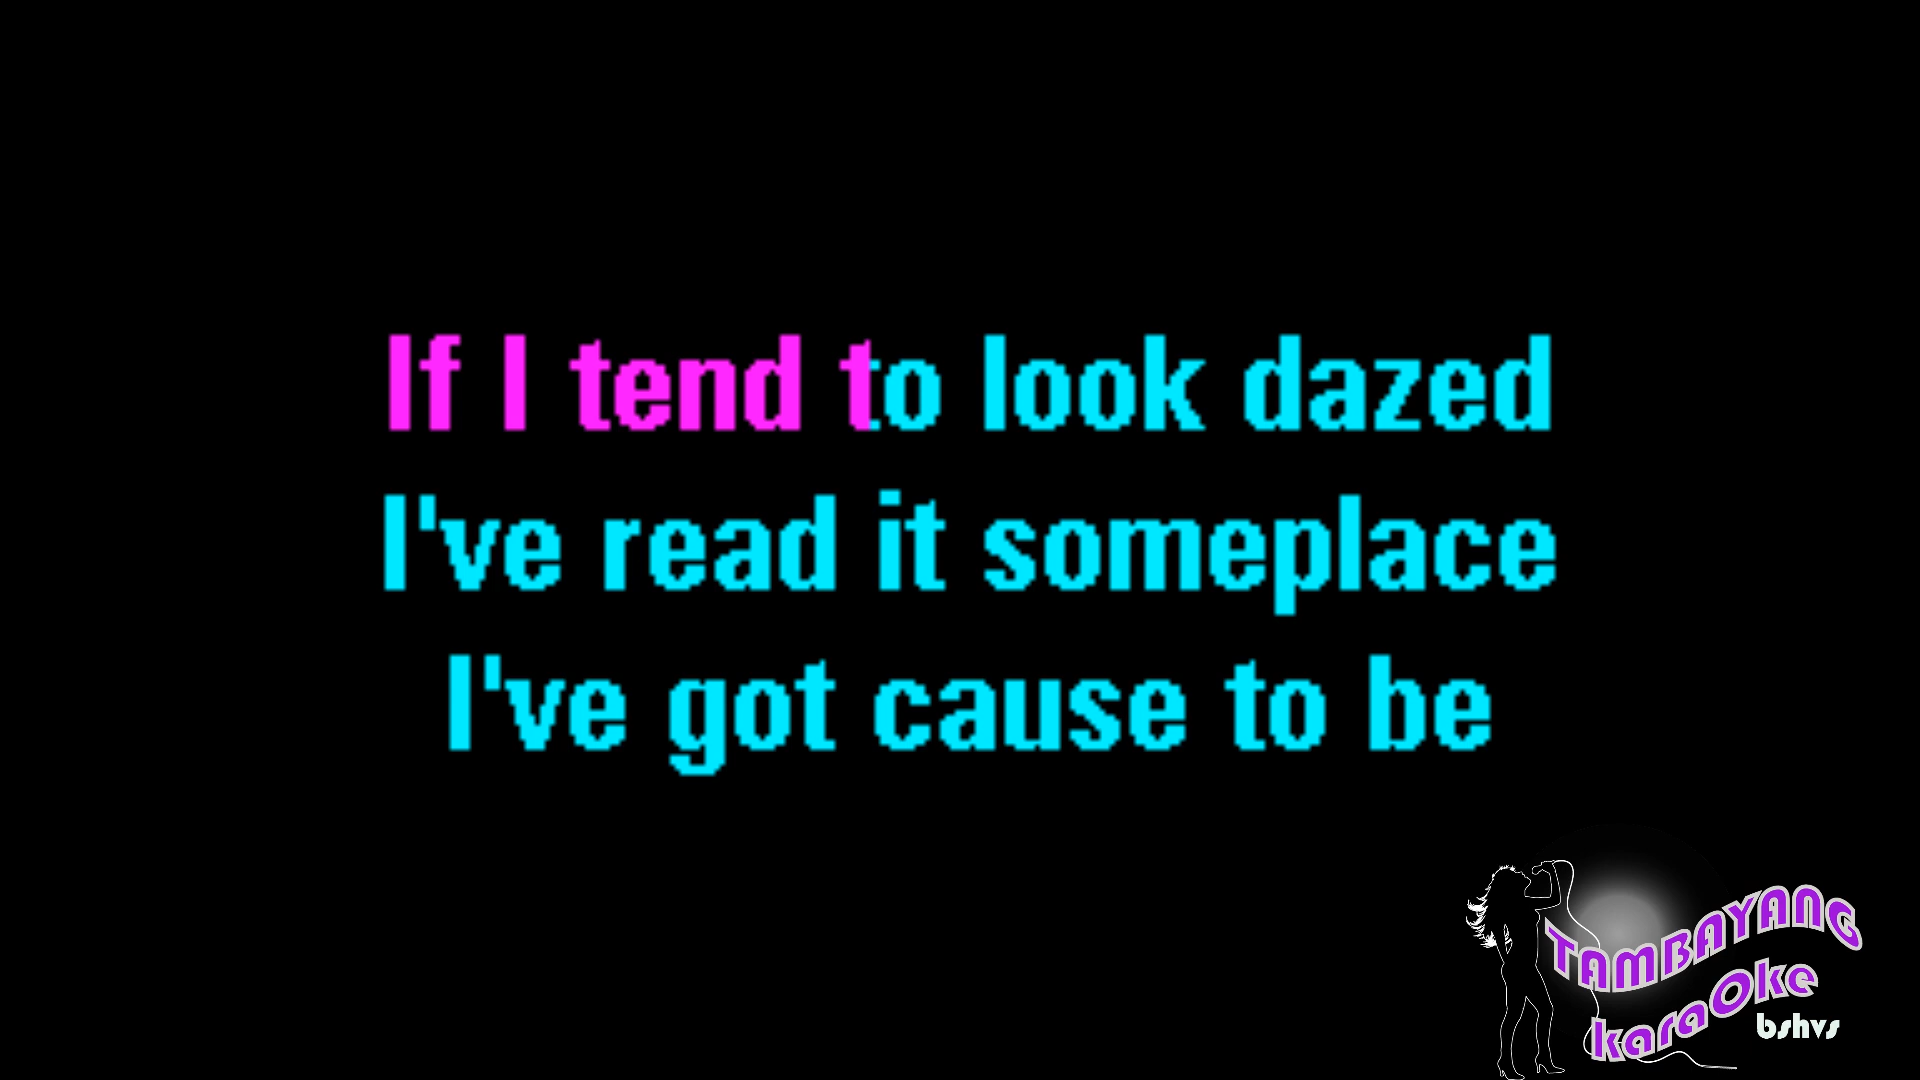 If I tend to look dazed
I've read it someplace
I've got cause to be
TAMBAYANG
karaOke
bshvs